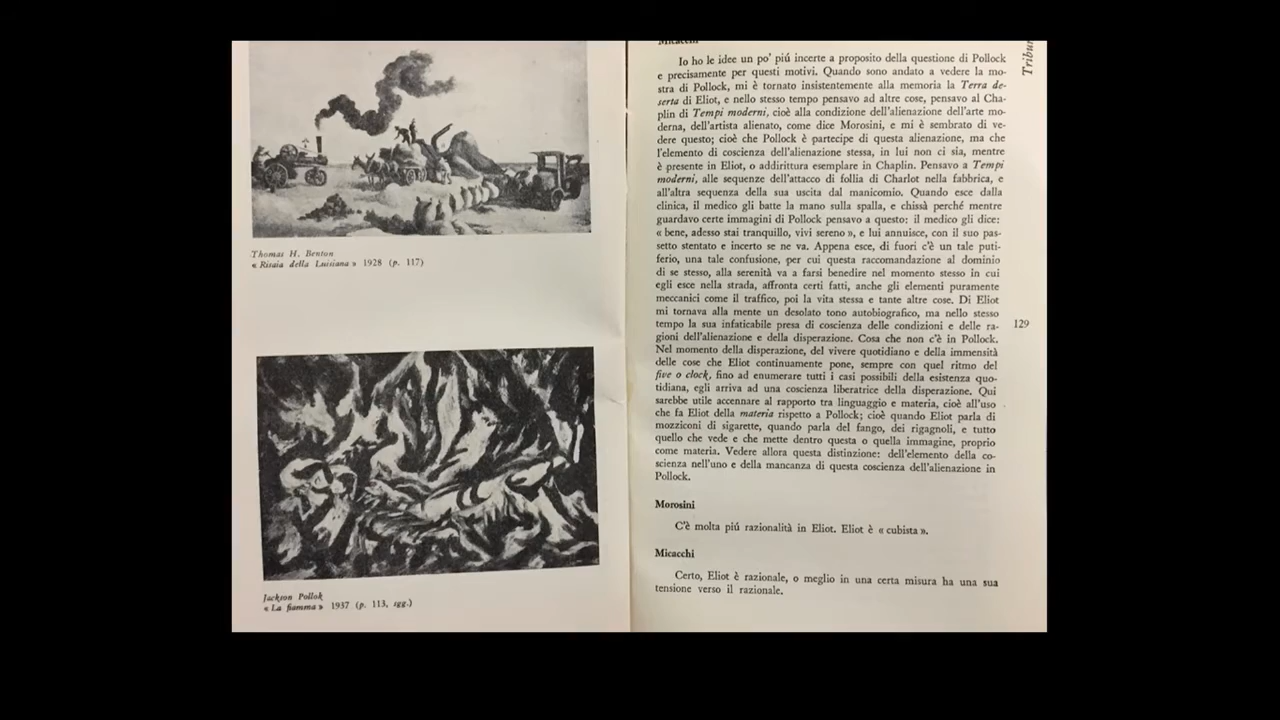 Thomas H. Benton
« Risaia della Luisiana » 1928 (p. 117)
Jackson Pollok
« La fiamma » 1937 (p. 113, sgg.)
Micacchi
Io ho le idee un po' piú incerte a proposito della questione di Pollock
e precisamente per questi motivi. Quando sono andato a vedere la mo-
stra di Pollock, mi è tornato insistentemente alla memoria la Terra de-
serta di Eliot, e nello stesso tempo pensavo ad altre cose, pensavo al Cha-
plin di Tempi moderni, cioè alla condizione dell'alienazione dell'arte mo-
derna, dell'artista alienato, come dice Morosini, e mi è sembrato di ve-
dere questo; cioè che Pollock è partecipe di questa alienazione, ma che
l'elemento di coscienza dell'alienazione stessa, in lui non ci sia, mentre
è presente in Eliot, o addirittura esemplare in Chaplin. Pensavo a Tempi
moderni, alle sequenze dell'attacco di follia di Charlot nella fabbrica, e
all'altra sequenza della sua uscita dal manicomio. Quando esce dalla
clinica, il medico gli batte la mano sulla spalla, e chissà perché mentre
guardavo certe immagini di Pollock pensavo a questo: il medico gli dice:
« bene, adesso stai tranquillo, vivi sereno », e lui annuisce, con il suo pas-
setto stentato e incerto se ne va. Appena esce, di fuori c'è un tale puti-
ferio, una tale confusione, per cui questa raccomandazione al dominio
di se stesso, alla serenità va a farsi benedire nel momento stesso in cui
egli esce nella strada, affronta certi fatti, anche gli elementi puramente
meccanici come il traffico, poi la vita stessa e tante altre cose. Di Eliot
mi tornava alla mente un desolato tono autobiografico, ma nello stesso
tempo la sua infaticabile presa di coscienza delle condizioni e delle ra-
gioni dell'alienazione e della disperazione. Cosa che non c'è in Pollock.
Nel momento della disperazione, del vivere quotidiano e della immensità
delle cose che Eliot continuamente pone, sempre con quel ritmo del
five o clock, fino ad enumerare tutti i casi possibili della esistenza quo-
tidiana, egli arriva ad una coscienza liberatrice della disperazione. Qui
sarebbe utile accennare al rapporto tra linguaggio e materia, cioè all'uso
che fa Eliot della materia rispetto a Pollock; cioè quando Eliot parla di
mozziconi di sigarette, quando parla del fango, dei rigagnoli, e tutto
quello che vede e che mette dentro questa o quella immagine, proprio
come materia. Vedere allora questa distinzione: dell'elemento della co-
scienza nell'uno e della mancanza di questa coscienza dell'alienazione in
Pollock.
Morosini
C'è molta piú razionalità in Eliot. Eliot è « cubista ».
Micacchi
Certo, Eliot è razionale, o meglio in una certa misura ha una sua
tensione verso il razionale.
129